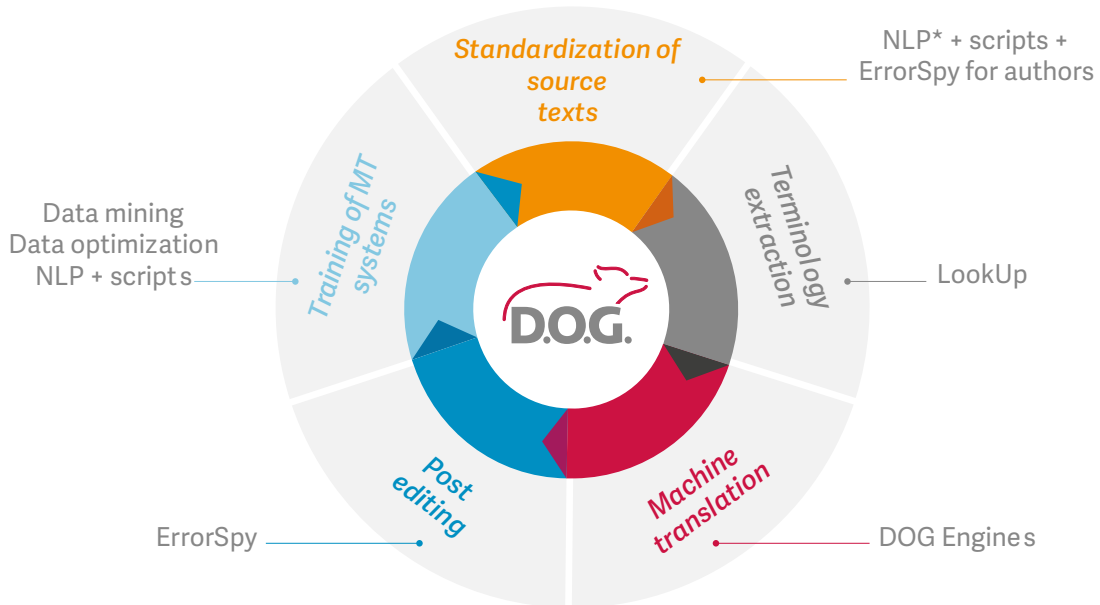 Standardization of
source
texts
NLP* + scripts +
ErrorSpy for authors
Terminology
extraction
LookUp
Machine
translation
DOG Engines
Post
editing
ErrorSpy
Training of MT
systems
Data mining
Data optimization
NLP + scripts
D.O.G.